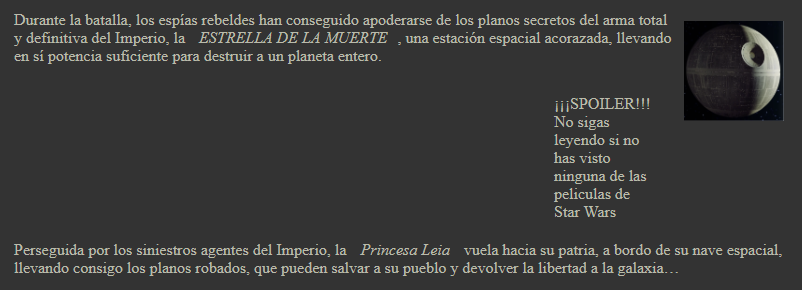 Durante la batalla, los espías rebeldes han conseguido apoderarse de los planos secretos del arma total
y definitiva del Imperio, la ESTRELLA DE LA MUERTE , una estación espacial acorazada, llevando
en sí potencia suficiente para destruir a un planeta entero.
¡¡¡SPOILER!!!
No sigas
leyendo si no
has visto
ninguna de las
peliculas de
Star Wars
Perseguida por los siniestros agentes del Imperio, la Princesa Leia vuela hacia su patria, a bordo de su nave espacial,
llevando consigo los planos robados, que pueden salvar a su pueblo y devolver la libertad a la galaxia…